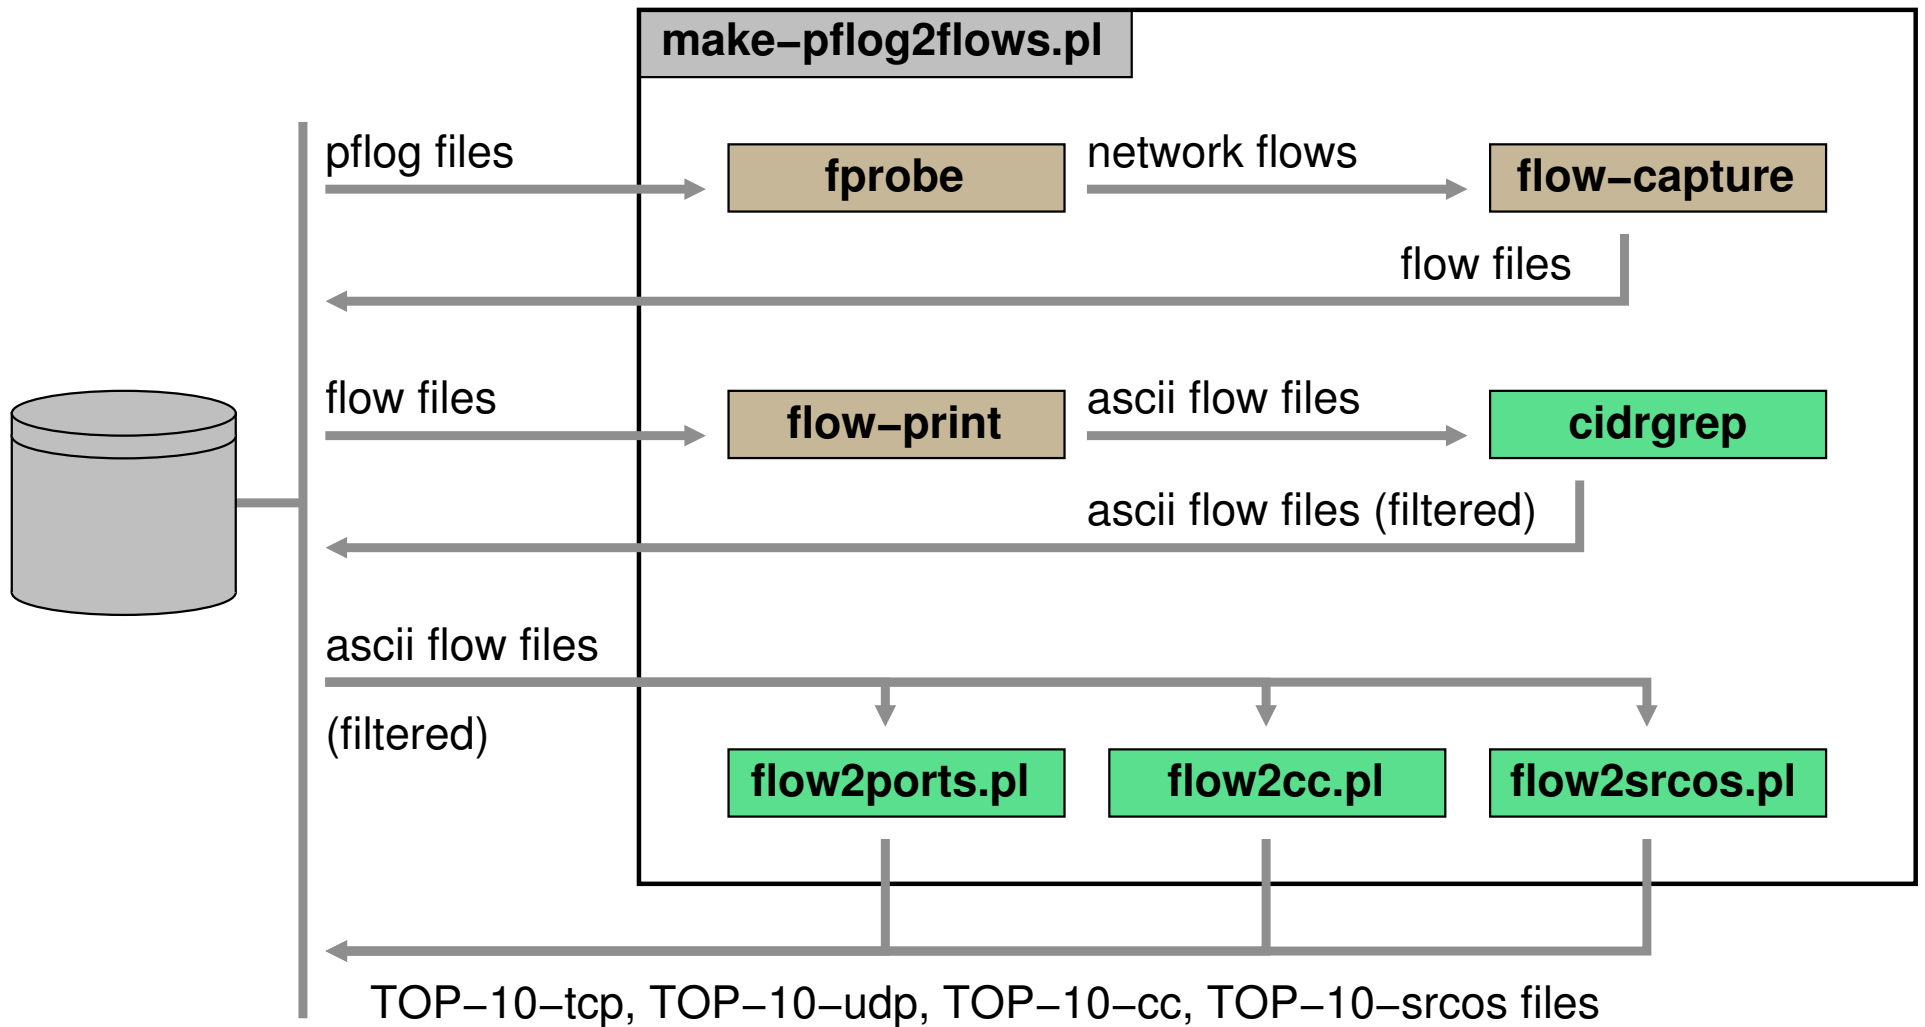 make–pflog2flows.pl
pflog files
fprobe
network flows
flow–capture
flow files
flow files
flow–print
ascii flow files
cidrgrep
ascii flow files (filtered)
ascii flow files
(filtered)
flow2ports.pl
flow2cc.pl
flow2srcos.pl
TOP–10–tcp, TOP–10–udp, TOP–10–cc, TOP–10–srcos files